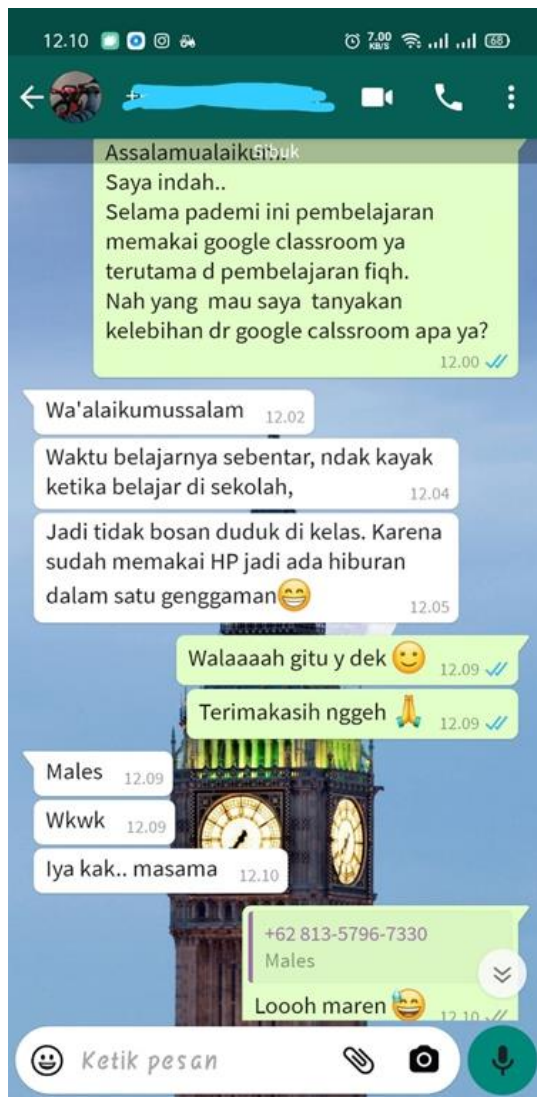 12.10
7.00 KB/S
68
Sibuk
Assalamualaikum..
Saya indah..
Selama pademi ini pembelajaran
memakai google classroom ya
terutama d pembelajaran fiqh.
Nah yang mau saya tanyakan
kelebihan dr google calssroom apa ya?
12.00
Wa'alaikumussalam 12.02
Waktu belajarnya sebentar, ndak kayak
ketika belajar di sekolah,
12.04
Jadi tidak bosan duduk di kelas. Karena
sudah memakai HP jadi ada hiburan
dalam satu genggaman😁
12.05
Walaaaah gitu y dek 🙂 12.09
Terimakasih nggeh 🙏 12.09
Males 12.09
Wkwk 12.09
Iya kak.. masama 12.10
+62 813-5796-7330
Males
Loooh maren 😅 12.10
Ketik pesan